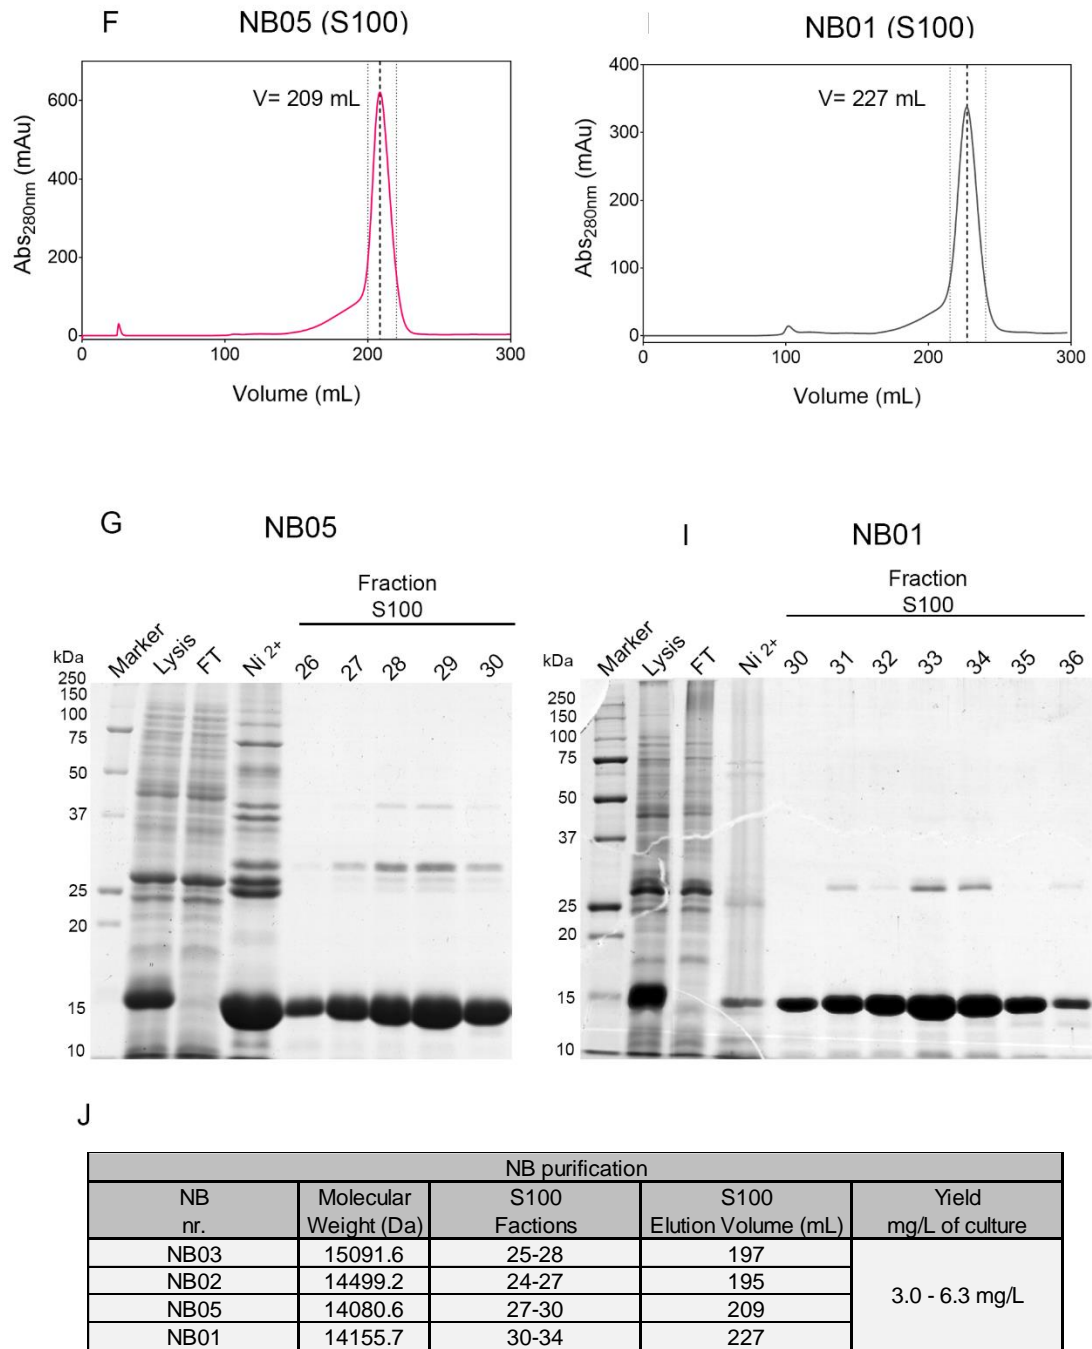 F
NB05 (S100)
V= 209 mL
Abs280nm (mAu)
600
400
200
0
0 100 200 300
Volume (mL)
NB01 (S100)
V= 227 mL
Abs280nm (mAu)
400
300
200
100
0
0 100 200 300
Volume (mL)
G
NB05
Fraction
S100
kDa Marker Lysis FT Ni 2+ 26 27 28 29 30
250
150
100
75
50
37
25
20
15
10
I
NB01
Fraction
S100
kDa Marker Lysis FT Ni 2+ 30 31 32 33 34 35 36
250
150
100
75
50
37
25
20
15
10
J
NB purification
NB nr. Molecular Weight (Da) S100 Factions S100 Elution Volume (mL) Yield mg/L of culture
NB03 15091.6 25-28 197
NB02 14499.2 24-27 195
3.0 - 6.3 mg/L
NB05 14080.6 27-30 209
NB01 14155.7 30-34 227